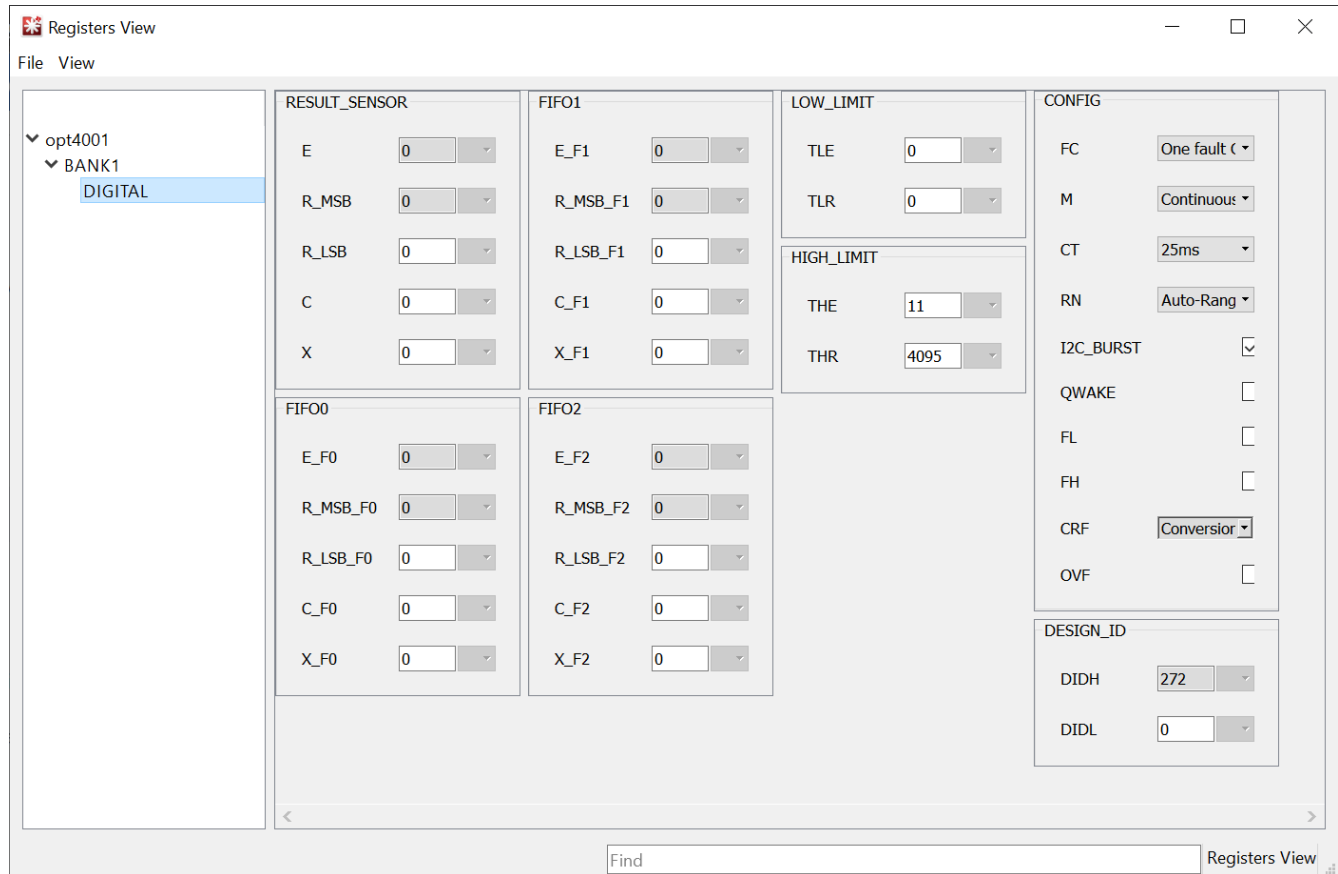 Registers View
File View
opt4001
BANK1
DIGITAL
RESULT_SENSOR
E 0
R_MSB 0
R_LSB 0
C 0
X 0
FIFO0
E_F0 0
R_MSB_F0 0
R_LSB_F0 0
C_F0 0
X_F0 0
FIFO1
E_F1 0
R_MSB_F1 0
R_LSB_F1 0
C_F1 0
X_F1 0
FIFO2
E_F2 0
R_MSB_F2 0
R_LSB_F2 0
C_F2 0
X_F2 0
LOW_LIMIT
TLE 0
TLR 0
HIGH_LIMIT
THE 11
THR 4095
CONFIG
FC One fault (
M Continuous
CT 25ms
RN Auto-Rang
I2C_BURST
QWAKE
FL
FH
CRF Conversior
OVF
DESIGN_ID
DIDH 272
DIDL 0
Find
Registers View